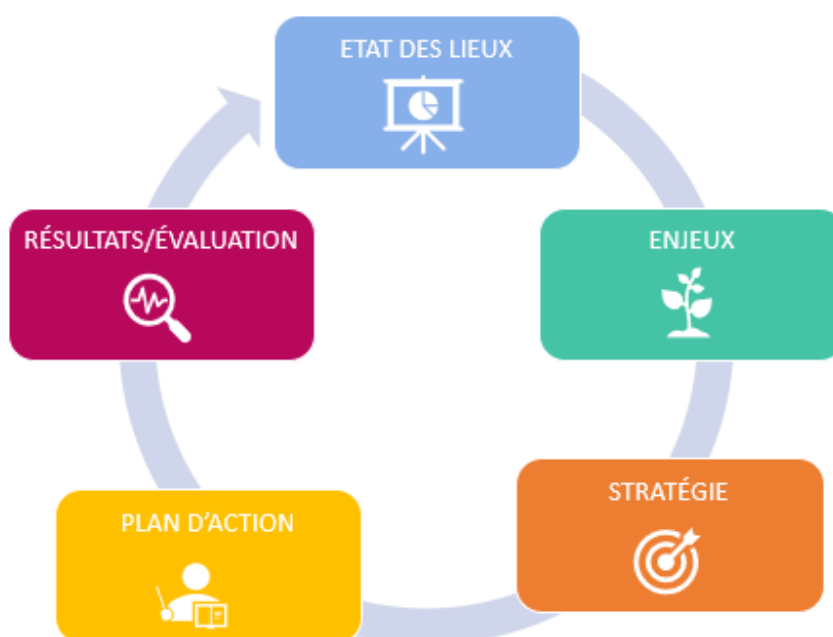 ETAT DES LIEUX
ENJEUX
STRATÉGIE
PLAN D'ACTION
RÉSULTATS/ÉVALUATION